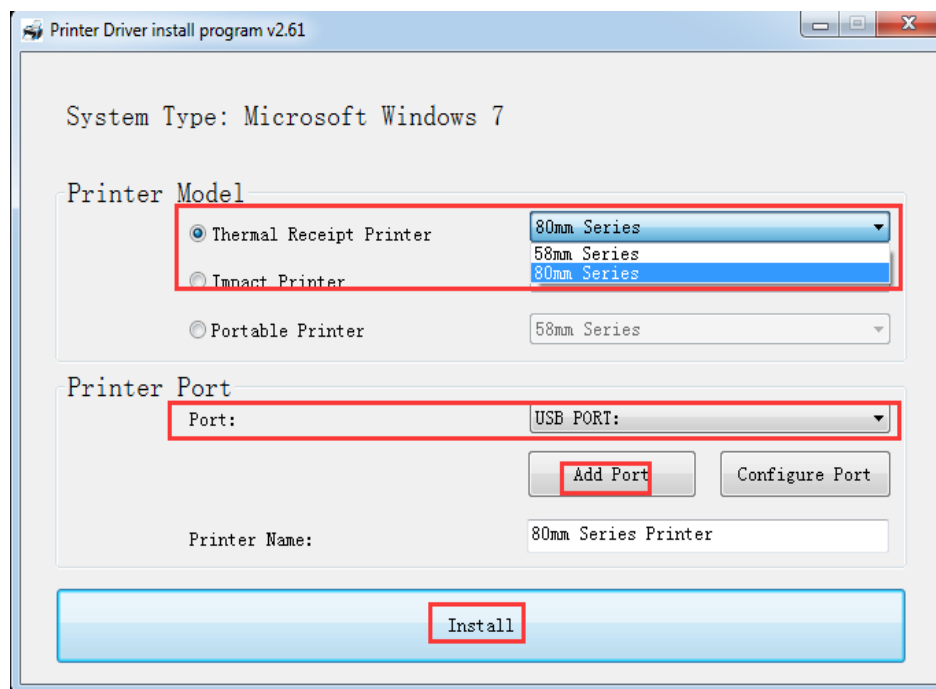 Printer Driver install program v2.61
System Type: Microsoft Windows 7
Printer Model
Thermal Receipt Printer
80mm Series
58mm Series
80mm Series
Impact Printer
Portable Printer
58mm Series
Printer Port
Port:
USB PORT:
Add Port
Configure Port
Printer Name:
80mm Series Printer
Install